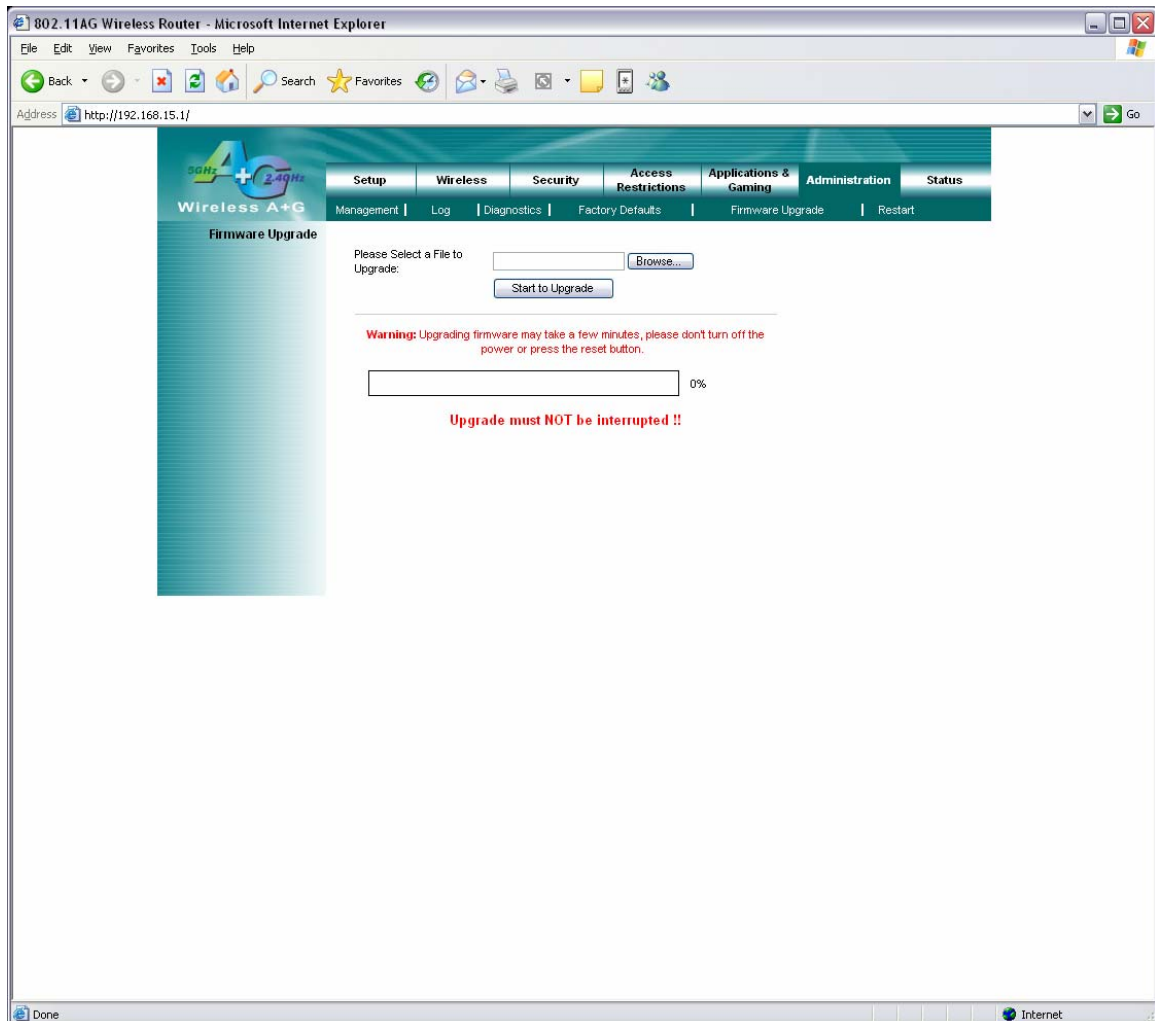 802.11AG Wireless Router - Microsoft Internet Explorer
File Edit View Favorites Tools Help
Back Search Favorites
Address http://192.168.15.1/ Go
5GHz A+G 2.4GHz
Wireless A+G
Setup Wireless Security Access Restrictions Applications & Gaming Administration Status
Management | Log | Diagnostics | Factory Defaults | Firmware Upgrade | Restart
Firmware Upgrade
Please Select a File to
Upgrade:
Browse...
Start to Upgrade
Warning: Upgrading firmware may take a few minutes, please don't turn off the
power or press the reset button.
0%
Upgrade must NOT be interrupted !!
Done Internet